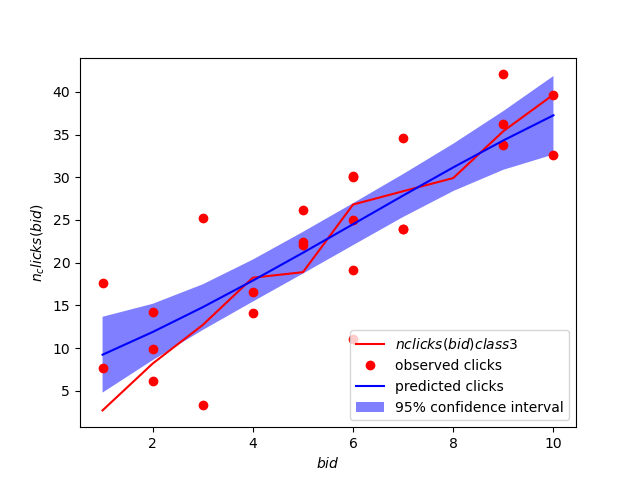 40
35
30
25
20
15
10
5
n_clicks(bid)
nclicks(bid)class3
observed clicks
predicted clicks
95% confidence interval
2 4 6 8 10
bid